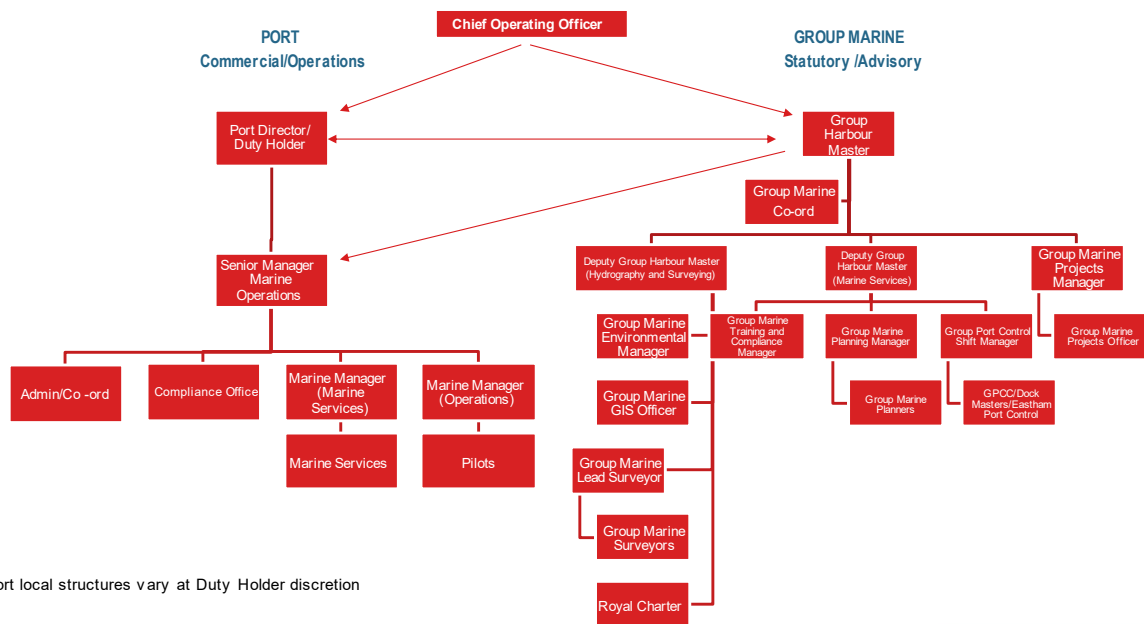 Chief Operating Officer
PORT
Commercial/Operations
GROUP MARINE
Statutory /Advisory
Port Director/
Duty Holder
Group
Harbour
Master
Group Marine
Co-ord
Senior Manager
Marine
Operations
Deputy Group Harbour Master
(Hydrography and Surveying)
Deputy Group
Harbour Master
(Marine Services)
Group Marine
Projects
Manager
Group Marine
Environmental
Manager
Group Marine
Training and
Compliance
Manager
Group Marine
Planning Manager
Group Port Control
Shift Manager
Group Marine
Projects Officer
Admin/Co -ord
Compliance Office
Marine Manager
(Marine
Services)
Marine Manager
(Operations)
Group Marine
GIS Officer
Group Marine
Planners
GPCC/Dock
Masters/Eastham
Port Control
Marine Services
Pilots
Group Marine
Lead Surveyor
Group Marine
Surveyors
Royal Charter
local structures vary at Duty Holder discretion